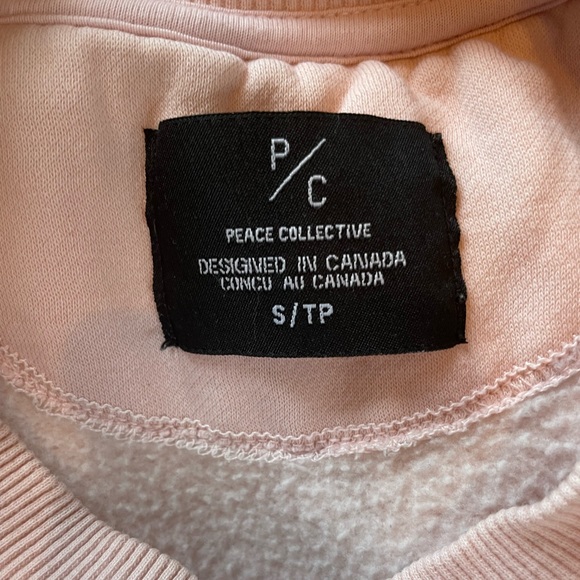 P/C
PEACE COLLECTIVE
DESIGNED IN CANADA
CONCU AU CANADA
S/TP